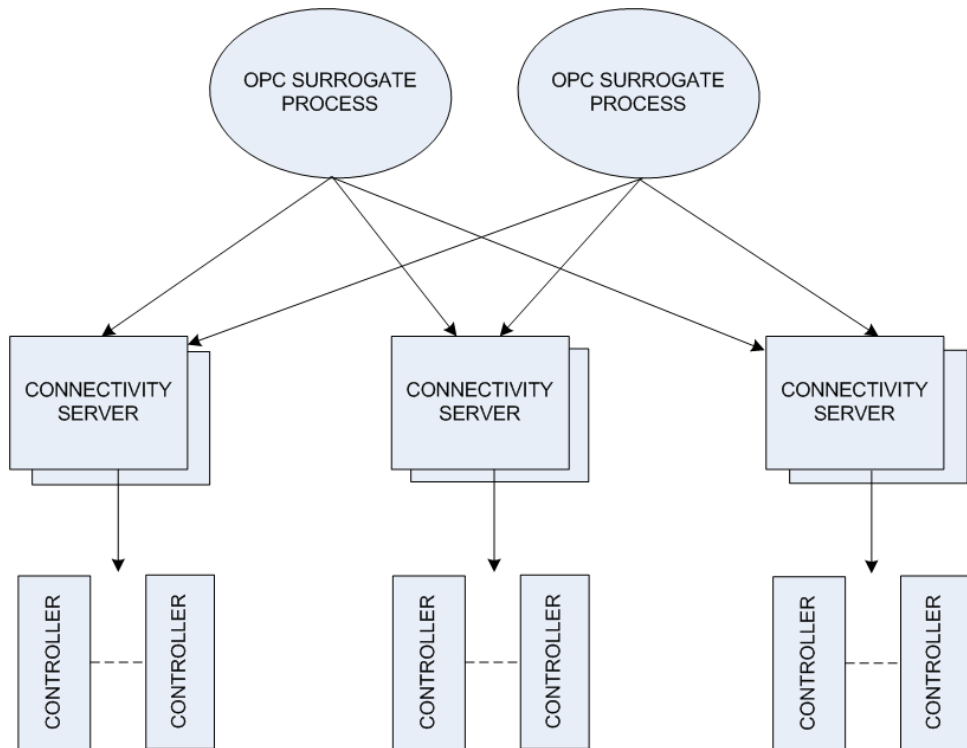 OPC SURROGATE
PROCESS
OPC SURROGATE
PROCESS
CONNECTIVITY
SERVER
CONNECTIVITY
SERVER
CONNECTIVITY
SERVER
CONTROLLER
CONTROLLER
CONTROLLER
CONTROLLER
CONTROLLER
CONTROLLER